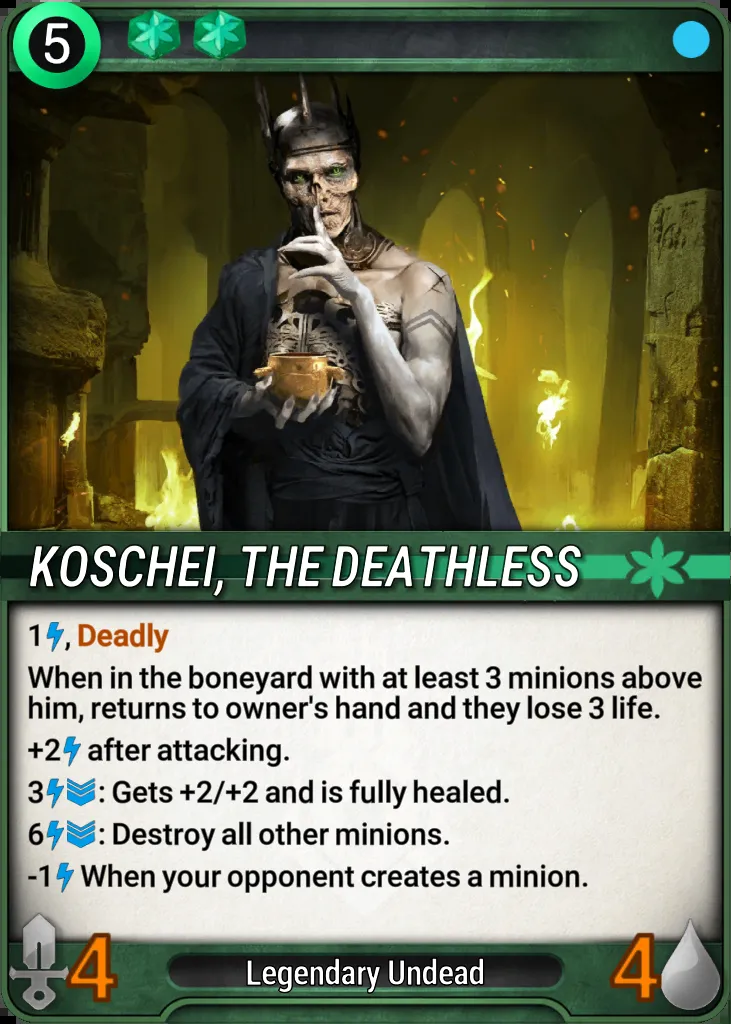 5
KOSCHEI, THE DEATHLESS
1, Deadly
When in the boneyard with at least 3 minions above
him, returns to owner's hand and they lose 3 life.
+2 after attacking.
3: Gets +2/+2 and is fully healed.
6: Destroy all other minions.
-1 When your opponent creates a minion.
4 Legendary Undead 4